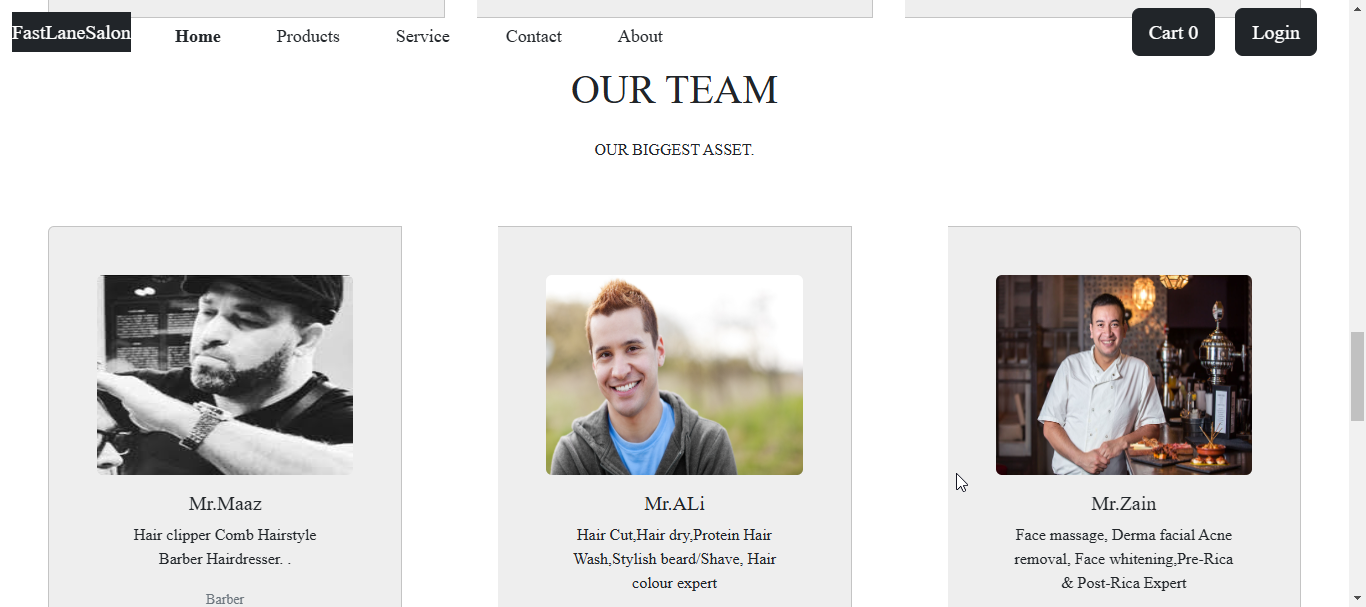 FastLaneSalon Home Products Service Contact About Cart 0 Login
OUR TEAM
OUR BIGGEST ASSET.
Mr.Maaz
Hair clipper Comb Hairstyle
Barber Hairdresser. .
Barber
Mr.ALi
Hair Cut,Hair dry,Protein Hair
Wash,Stylish beard/Shave, Hair
colour expert
Mr.Zain
Face massage, Derma facial Acne
removal, Face whitening,Pre-Rica
& Post-Rica Expert